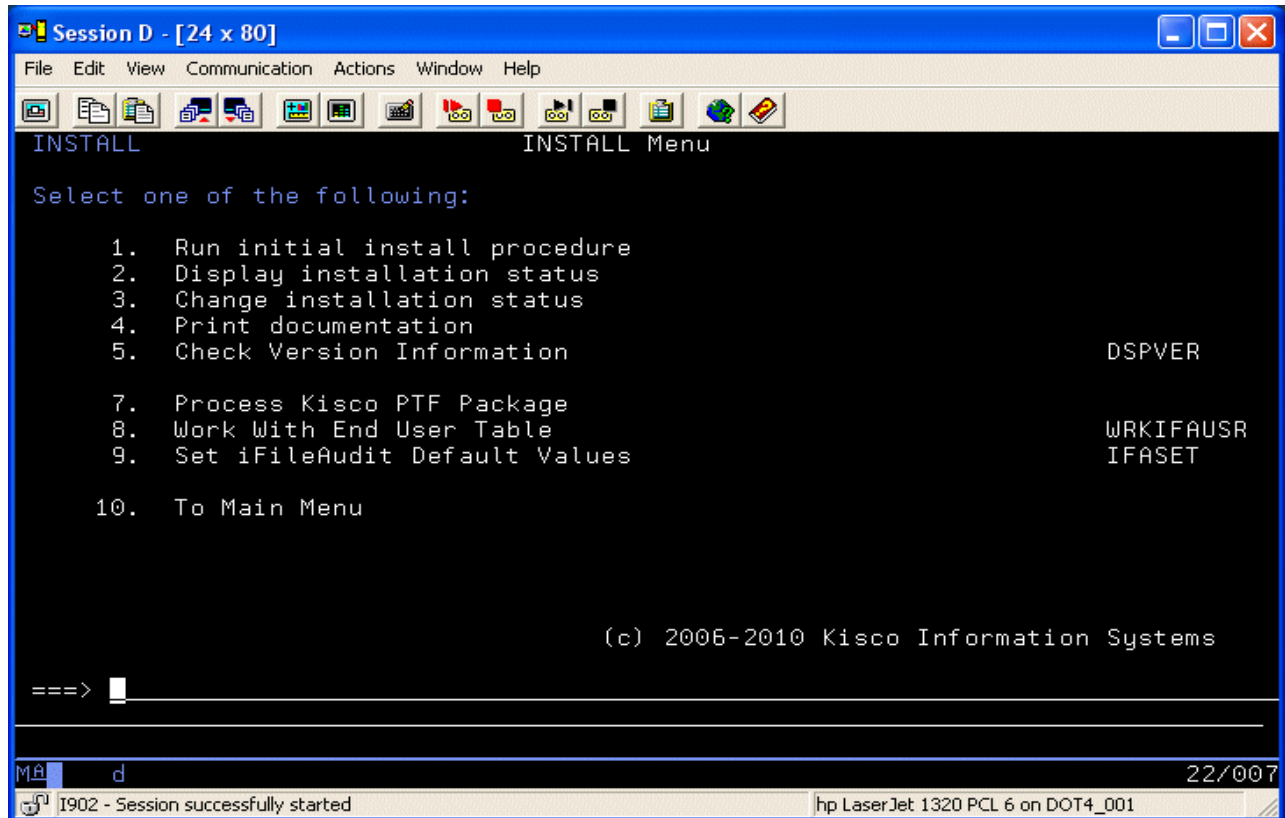 Session D - [24 x 80]
File Edit View Communication Actions Window Help
INSTALL INSTALL Menu
Select one of the following:
1. Run initial install procedure
2. Display installation status
3. Change installation status
4. Print documentation
5. Check Version Information DSPVER
7. Process Kisco PTF Package
8. Work With End User Table WRKIFAUSR
9. Set iFileAudit Default Values IFASET
10. To Main Menu
(c) 2006-2010 Kisco Information Systems
===>
MA d 22/007
I902 - Session successfully started hp LaserJet 1320 PCL 6 on DOT4_001